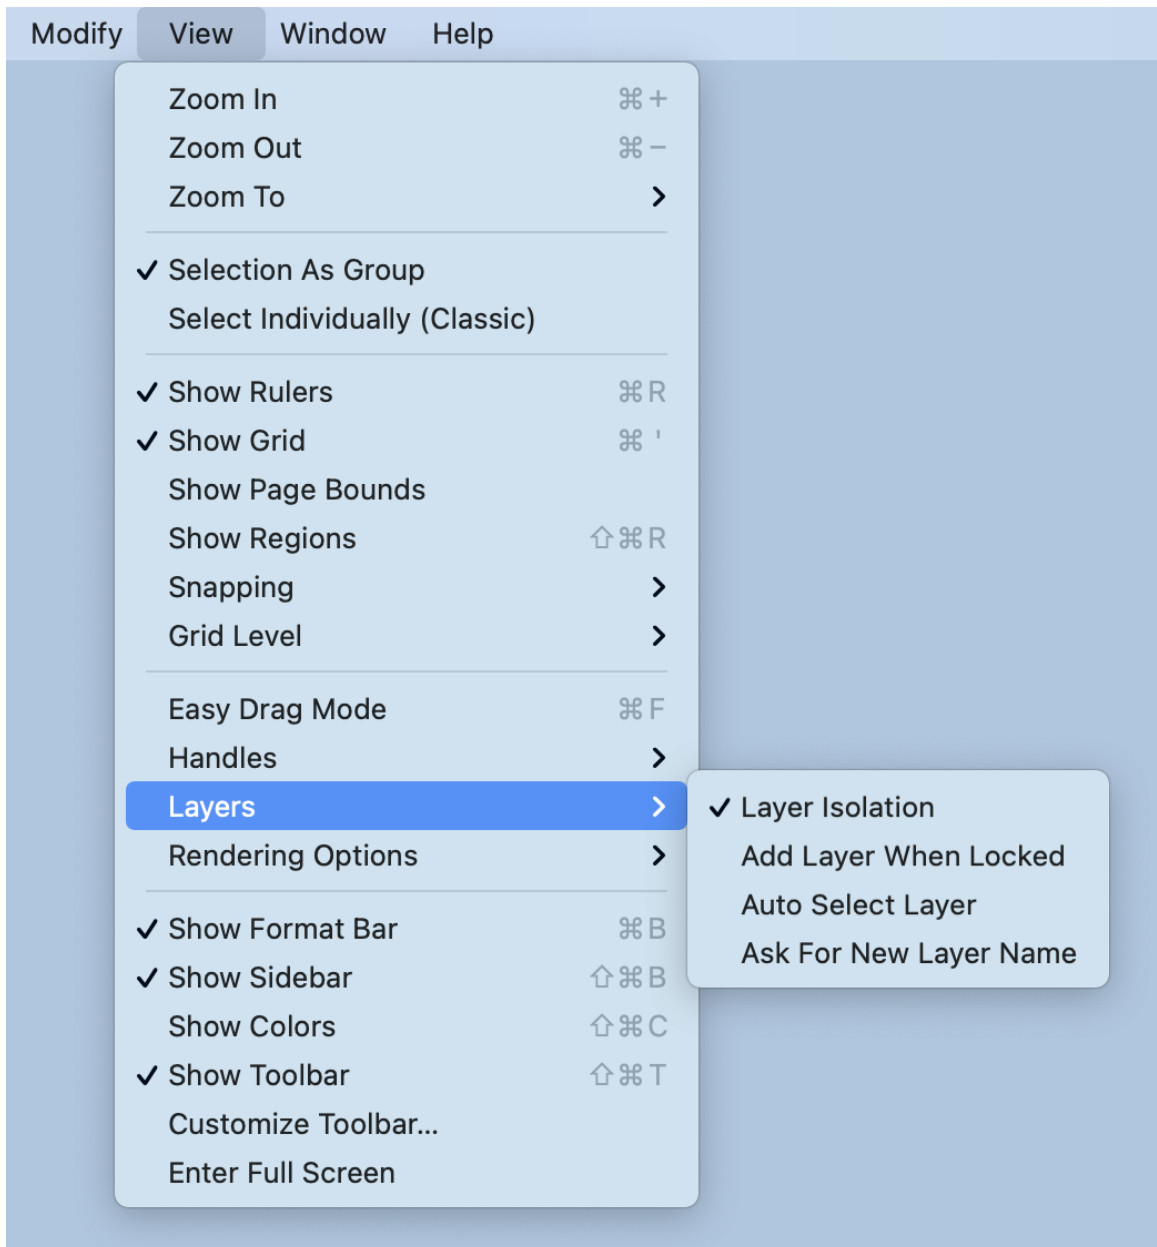 Modify View Window Help
Zoom In ⌘ +
Zoom Out ⌘ −
Zoom To
✓ Selection As Group
Select Individually (Classic)
✓ Show Rulers ⌘ R
✓ Show Grid ⌘ '
Show Page Bounds
Show Regions ⇧ ⌘ R
Snapping
Grid Level
Easy Drag Mode ⌘ F
Handles
Layers
Rendering Options
✓ Show Format Bar ⌘ B
✓ Show Sidebar ⇧ ⌘ B
Show Colors ⇧ ⌘ C
✓ Show Toolbar ⇧ ⌘ T
Customize Toolbar...
Enter Full Screen
✓ Layer Isolation
Add Layer When Locked
Auto Select Layer
Ask For New Layer Name